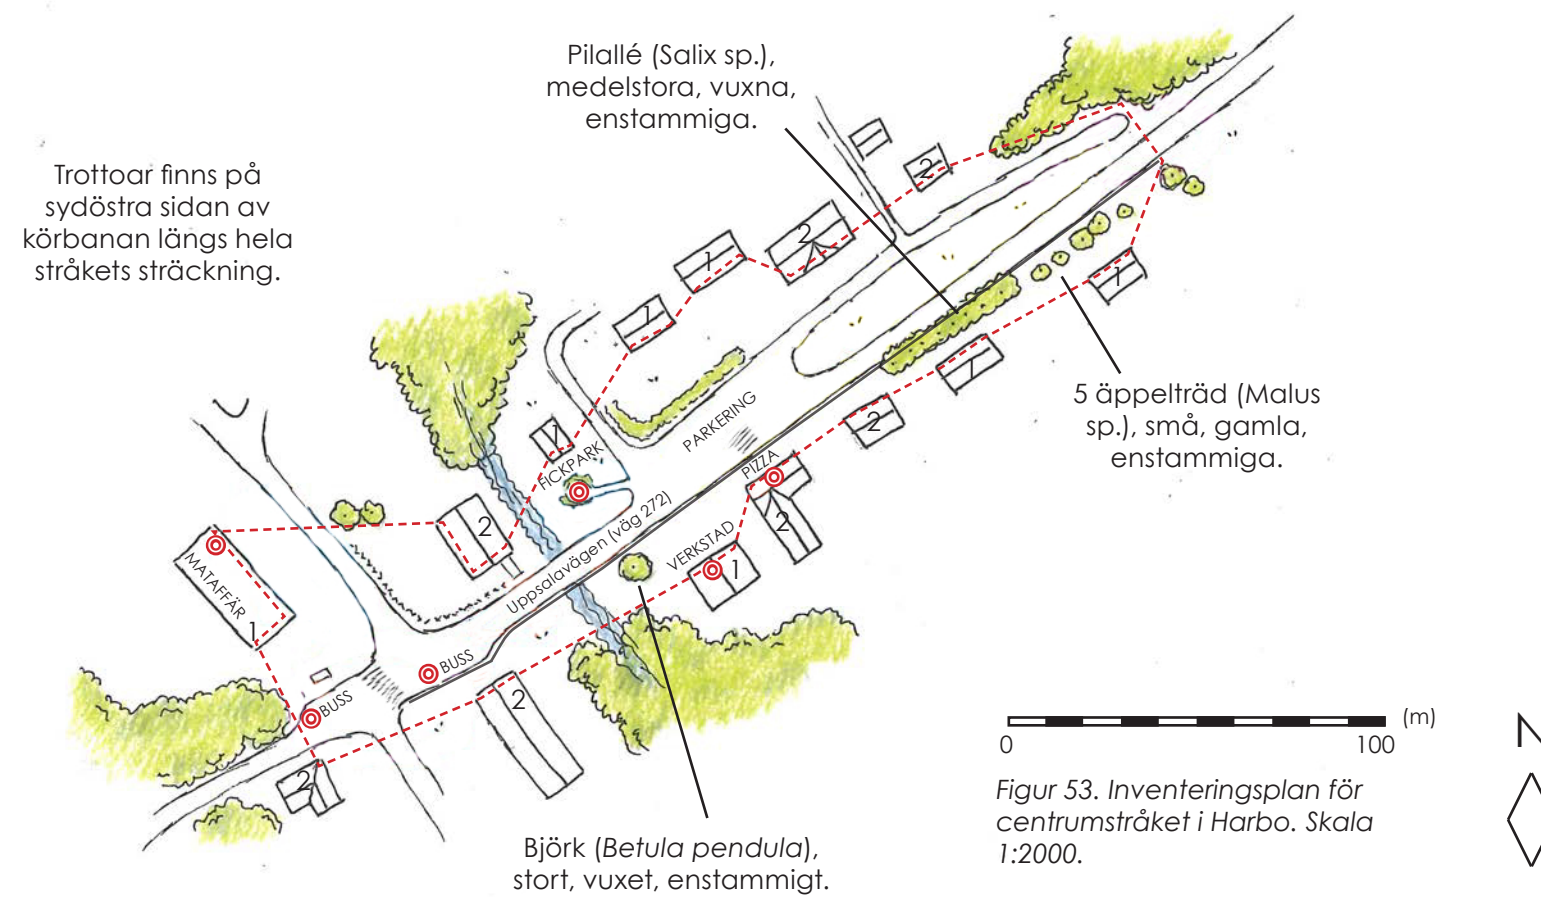 Pilallé (Salix sp.),
medelstora, vuxna,
enstammiga.
Trottoar finns på
sydöstra sidan av
körbanan längs hela
stråkets sträckning.
2
2
1
1
1
1
2
1
PARKERING
5 äppelträd (Malus
sp.), små, gamla,
enstammiga.
FICKPARK
PIZZA
2
2
Uppsalavägen (väg 272)
VERKSTAD
1
MATAFFÄR
1
BUSS
BUSS
2
2
(m)
0 100
N
Figur 53. Inventeringsplan för
centrumstråket i Harbo. Skala
1:2000.
Björk (Betula pendula),
stort, vuxet, enstammigt.